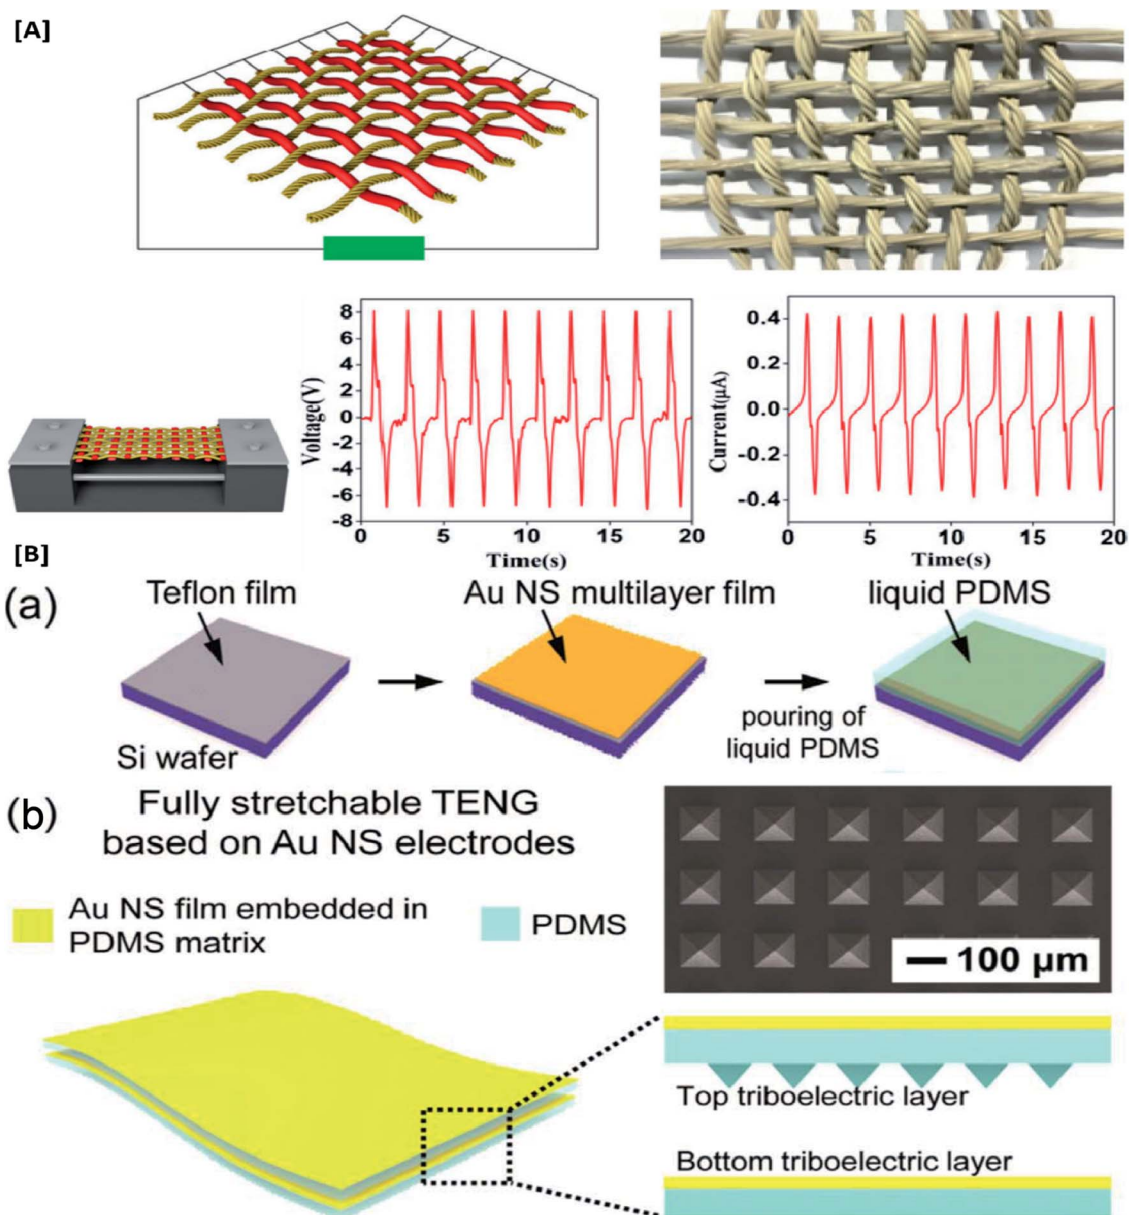 [A]
8
6
4
2
0
-2
-4
-6
-8
Voltage(V)
0
5
10
15
20
Time(s)
0.4
0.2
0.0
-0.2
-0.4
Current(μA)
0
5
10
15
20
Time(s)
[B]
(a)
Teflon film
Au NS multilayer film
liquid PDMS
Si wafer
pouring of
liquid PDMS
(b)
Fully stretchable TENG
based on Au NS electrodes
Au NS film embedded in
PDMS matrix
PDMS
100 μm
Top triboelectric layer
Bottom triboelectric layer